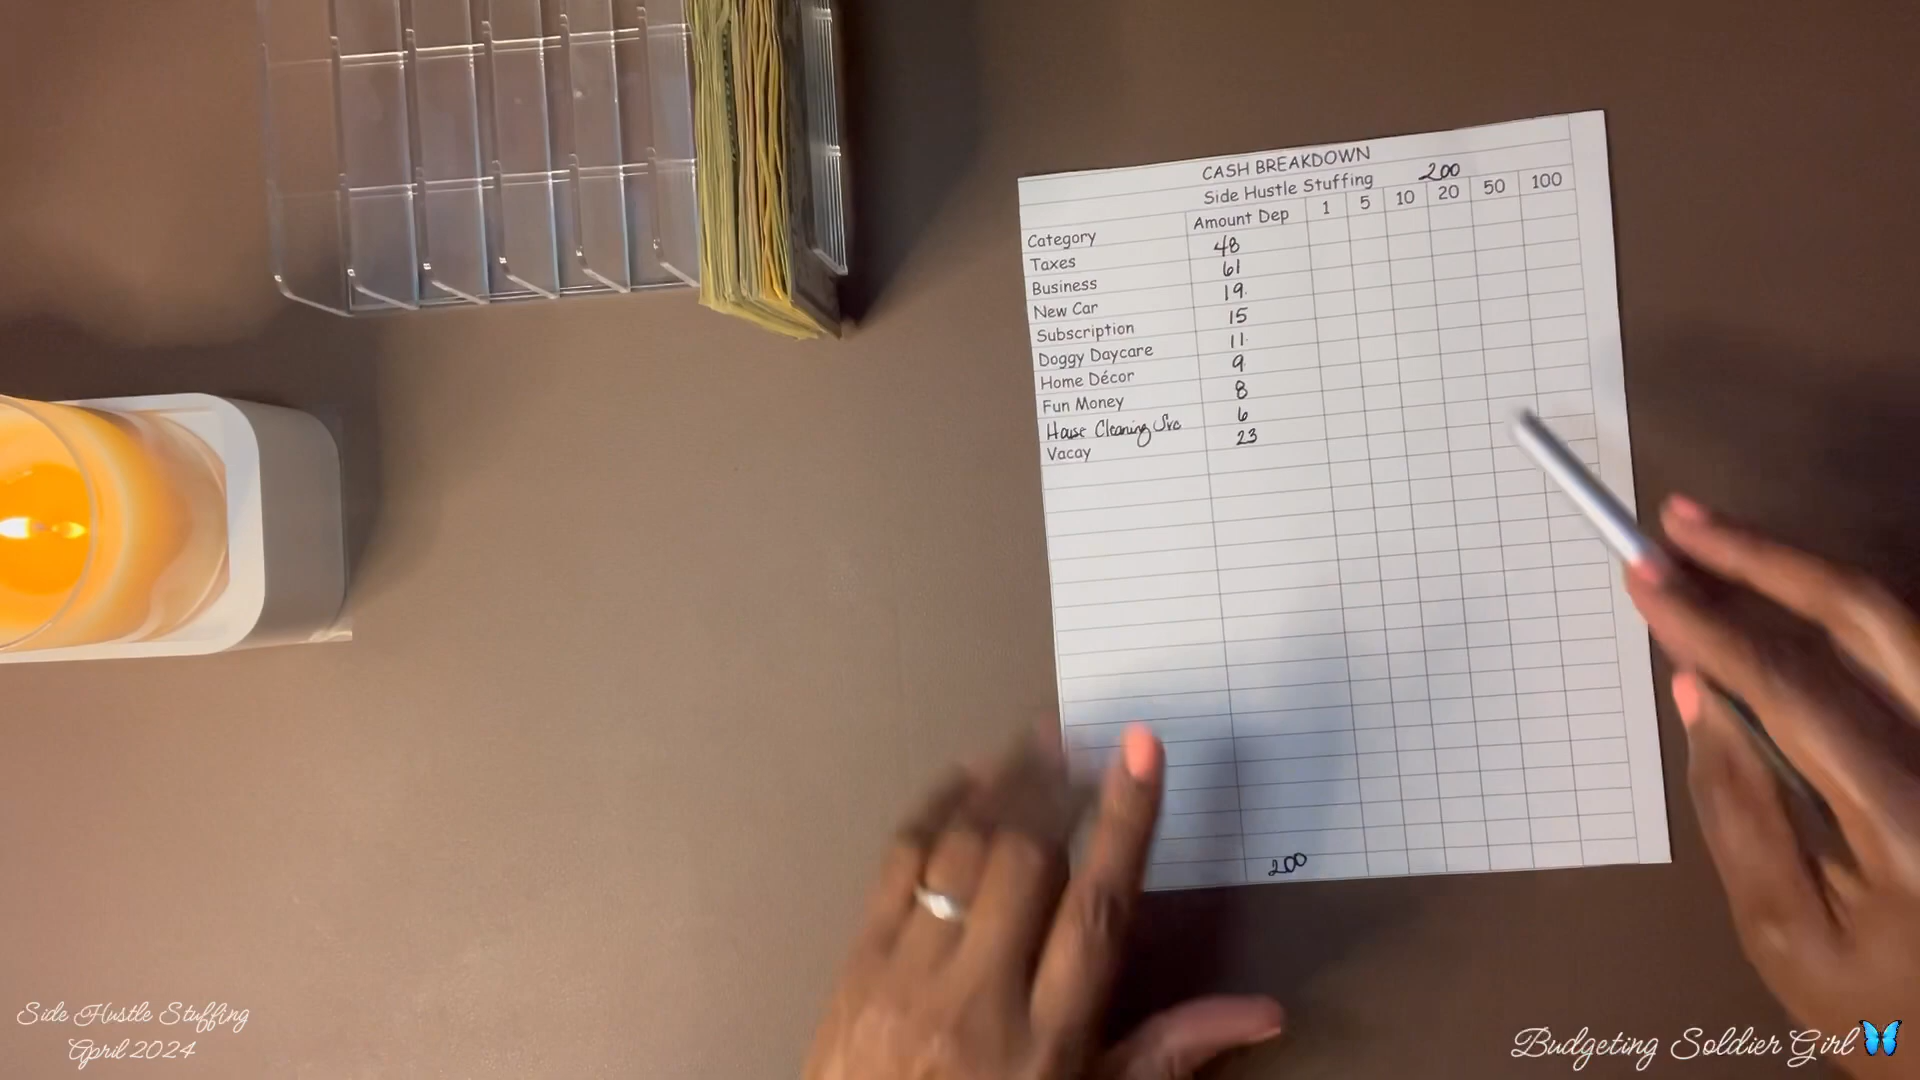 CASH BREAKDOWN
Side Hustle Stuffing 200
Category Amount Dep 1 5 10 20 50 100
Taxes 48
Business 61
New Car 19
Subscription 15
Doggy Daycare 11
Home Décor 9
Fun Money 8
House Cleaning Svc 6
Vacay 23
200
Side Hustle Stuffing
April 2024
Budgeting Soldier Girl